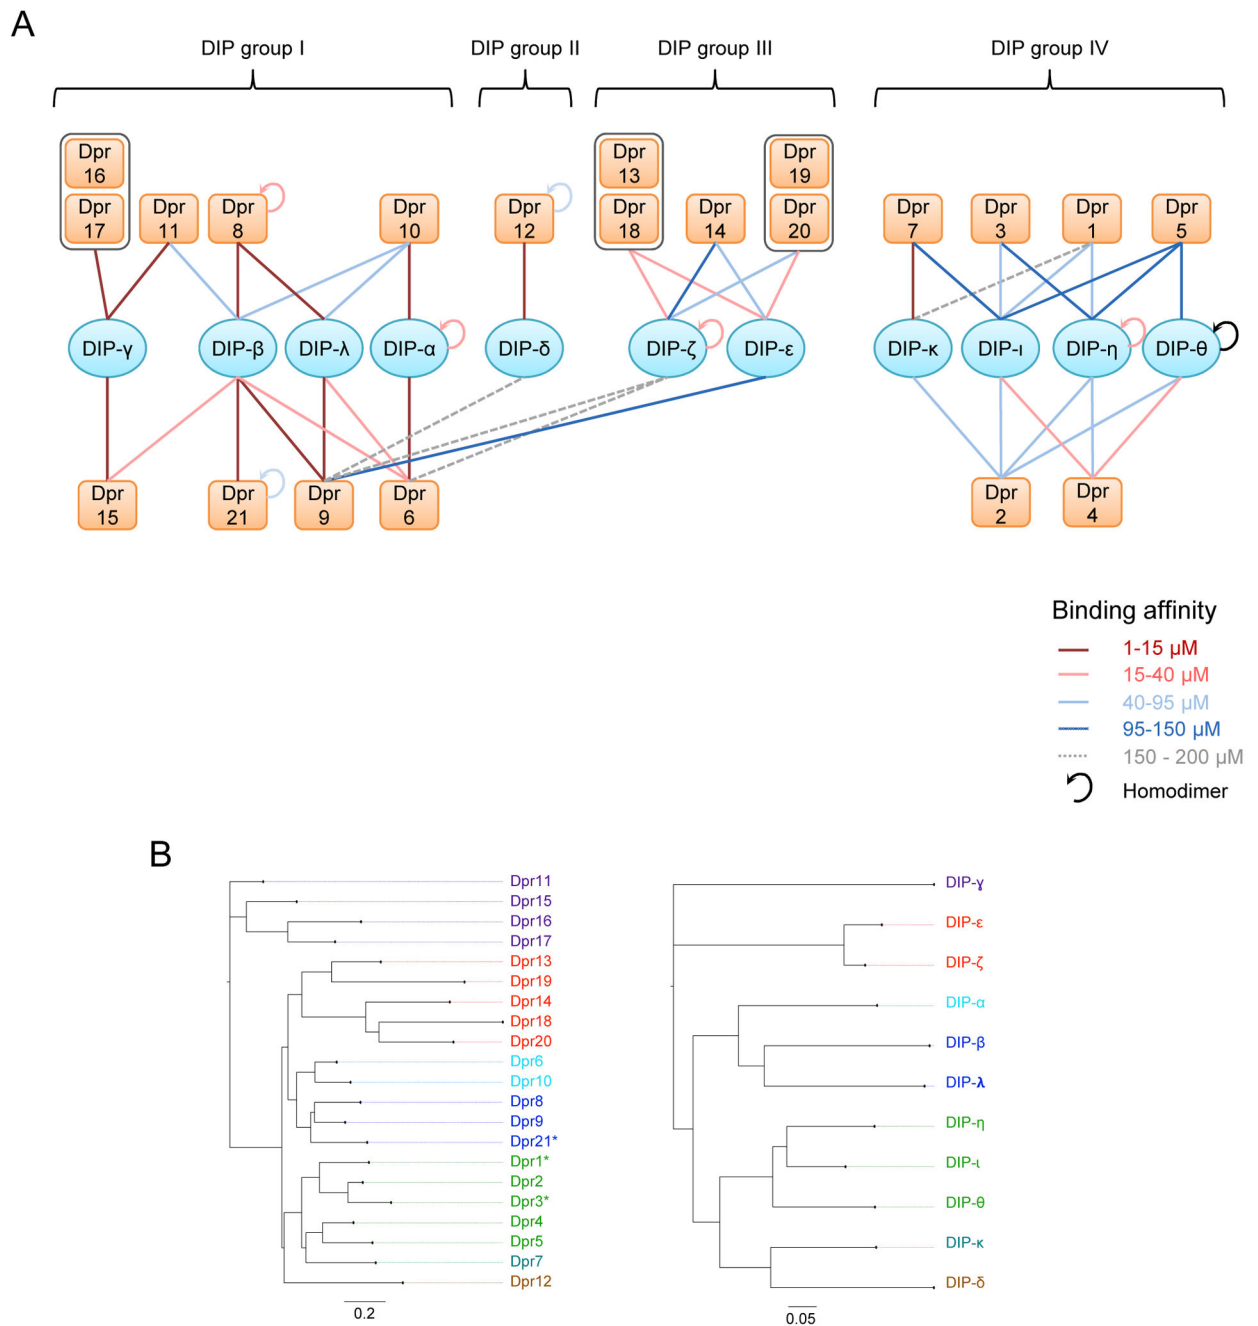 A
DIP group I
DIP group II
DIP group III
DIP group IV
Dpr
16
Dpr
17
Dpr
11
Dpr
8
Dpr
10
Dpr
12
Dpr
13
Dpr
18
Dpr
14
Dpr
19
Dpr
20
Dpr
7
Dpr
3
Dpr
1
Dpr
5
DIP-γ
DIP-β
DIP-λ
DIP-α
DIP-δ
DIP-ζ
DIP-ε
DIP-κ
DIP-ι
DIP-η
DIP-θ
Dpr
15
Dpr
21
Dpr
9
Dpr
6
Dpr
2
Dpr
4
Binding affinity
1-15 µM
15-40 µM
40-95 µM
95-150 µM
150 - 200 µM
Homodimer
B
Dpr11
Dpr15
Dpr16
Dpr17
Dpr13
Dpr19
Dpr14
Dpr18
Dpr20
Dpr6
Dpr10
Dpr8
Dpr9
Dpr21*
Dpr1*
Dpr2
Dpr3*
Dpr4
Dpr5
Dpr7
Dpr12
0.2
DIP-γ
DIP-ε
DIP-ζ
DIP-α
DIP-β
DIP-λ
DIP-η
DIP-ι
DIP-θ
DIP-κ
DIP-δ
0.05